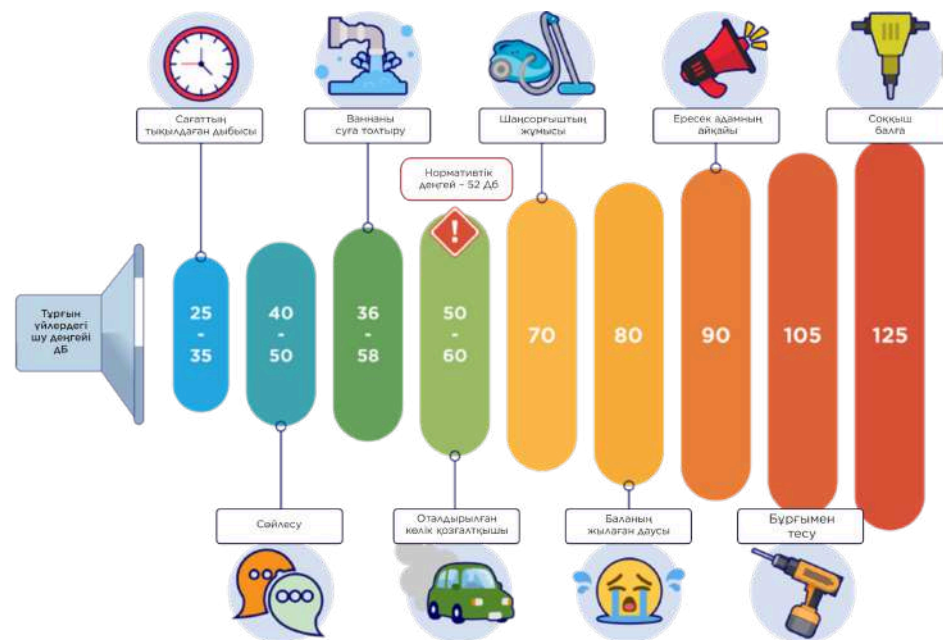 Сағаттың
тықылдаған дыбысы
Ваннаны
суға толтыру
Шаңсорғыштың
жұмысы
Ересек адамның
айқайы
Соққыш
балға
Нормативтік
деңгей – 52 Дб
Тұрғын
үйлердегі
шу деңгейі
дБ
25
-
35
40
-
50
36
-
58
50
-
60
70
80
90
105
125
!
Сөйлесу
Оталдырылған
көлік қозғалтқышы
Баланың
жылаған даусы
Бұрғымен
тесу